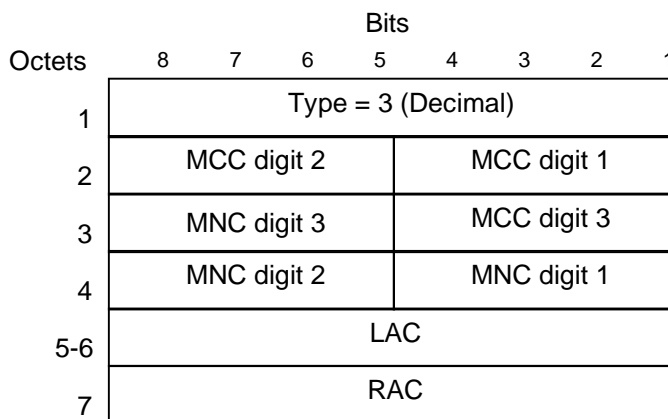 Bits
Octets 8 7 6 5 4 3 2 1
1 Type = 3 (Decimal)
2 MCC digit 2 MCC digit 1
3 MNC digit 3 MCC digit 3
4 MNC digit 2 MNC digit 1
5-6 LAC
7 RAC